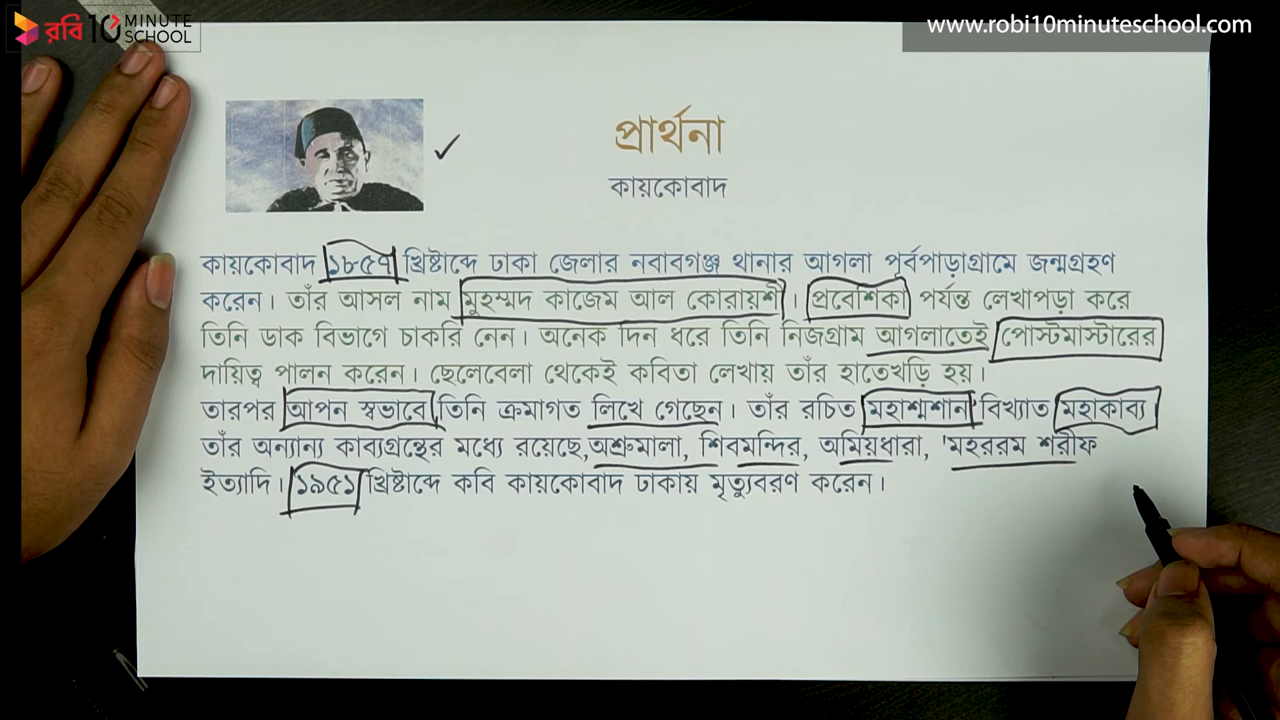 রবি 10 MINUTE SCHOOL
www.robi10minuteschool.com
প্রার্থনা
কায়কোবাদ
কায়কোবাদ ১৮৫৭ খ্রিষ্টাব্দে ঢাকা জেলার নবাবগঞ্জ থানার আগলা পূর্বপাড়াগ্রামে জন্মগ্রহণ
করেন। তাঁর আসল নাম মুহম্মদ কাজেম আল কোরায়শী। প্রবেশিকা পর্যন্ত লেখাপড়া করে
তিনি ডাক বিভাগে চাকরি নেন। অনেক দিন ধরে তিনি নিজগ্রাম আগলাতেই পোস্টমাস্টারের
দায়িত্ব পালন করেন। ছেলেবেলা থেকেই কবিতা লেখায় তাঁর হাতেখড়ি হয়।
তারপর আপন স্বভাবে তিনি ক্রমাগত লিখে গেছেন। তাঁর রচিত মহাশ্মশান বিখ্যাত মহাকাব্য
তাঁর অন্যান্য কাব্যগ্রন্থের মধ্যে রয়েছে,অশ্রুমালা, শিবমন্দির, অমিয়ধারা, 'মহররম শরীফ
ইত্যাদি। ১৯৫১ খ্রিষ্টাব্দে কবি কায়কোবাদ ঢাকায় মৃত্যুবরণ করেন।